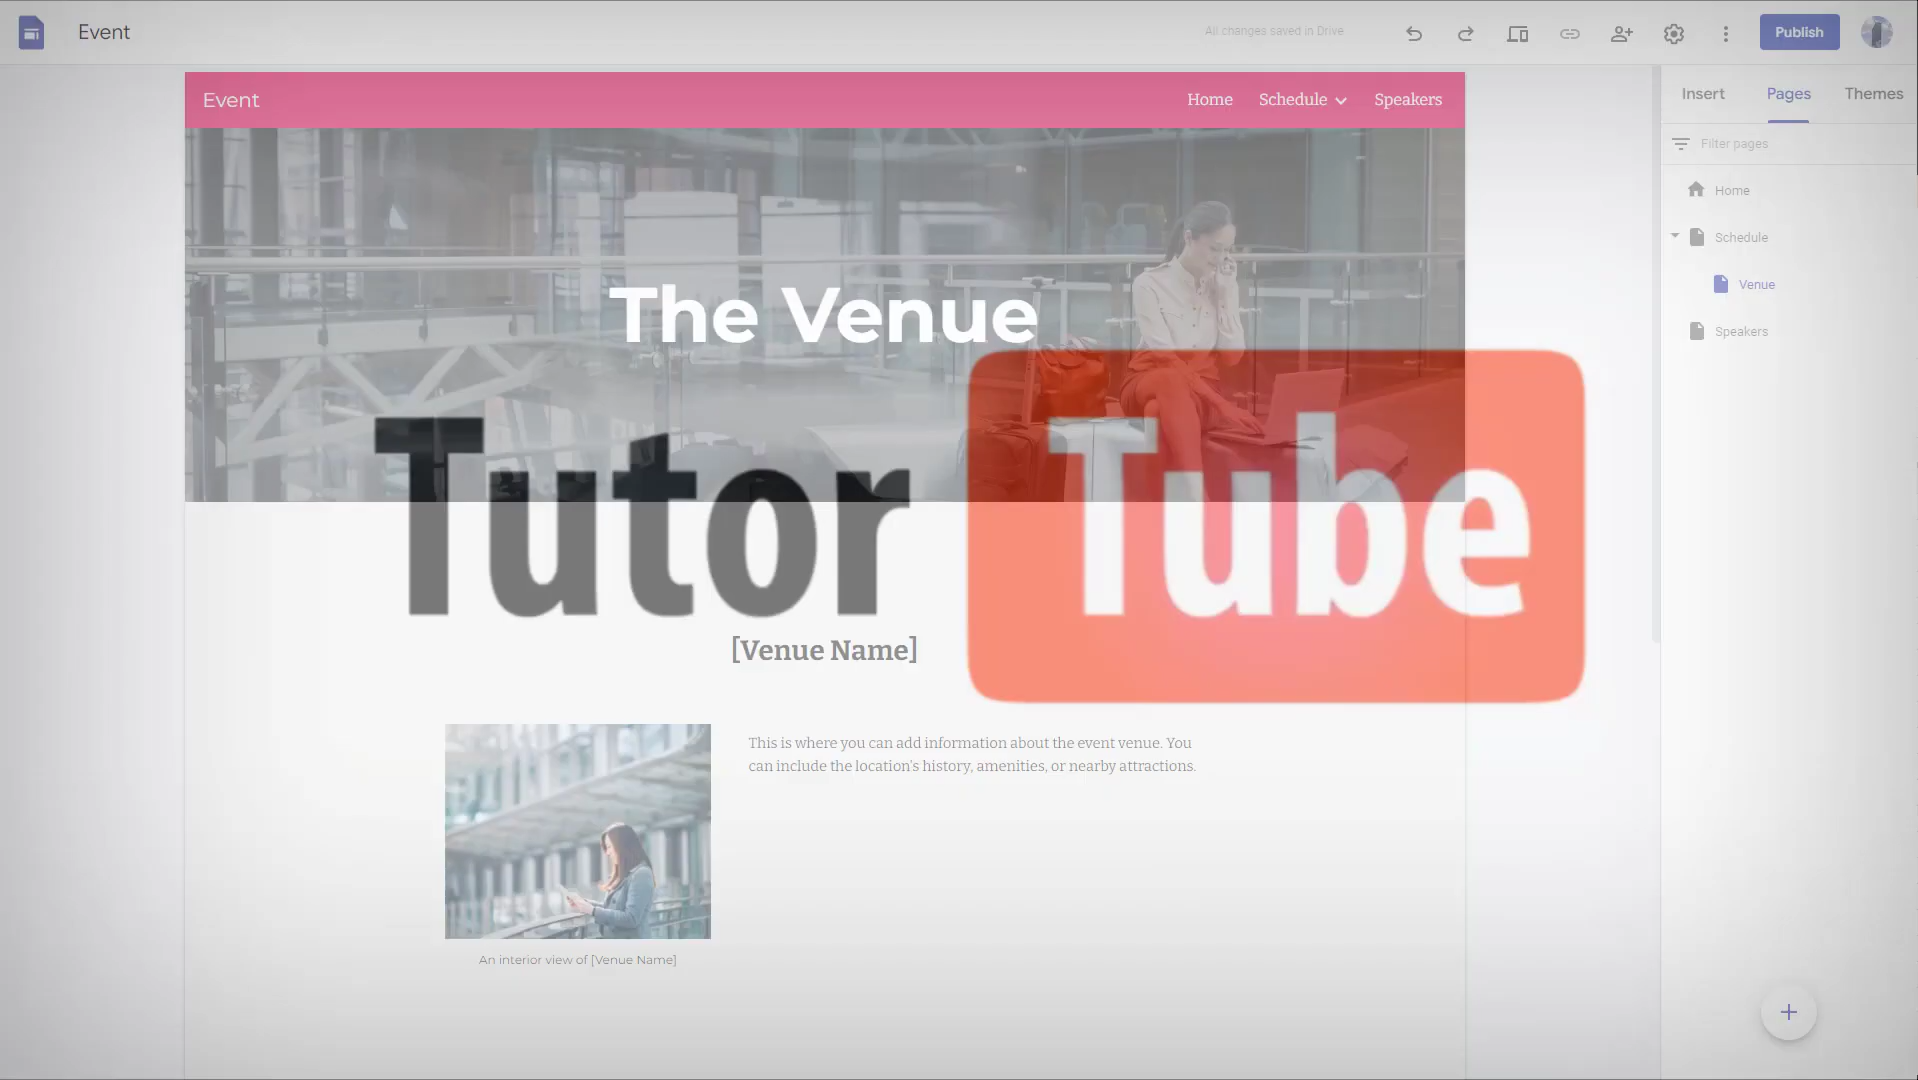 Event
All changes saved in Drive
Publish
Event
Home
Schedule
Speakers
Insert
Pages
Themes
Filter pages
Home
Schedule
Venue
Speakers
The Venue
Tutor Tube
[Venue Name]
This is where you can add information about the event venue. You
can include the location's history, amenities, or nearby attractions.
An interior view of [Venue Name]